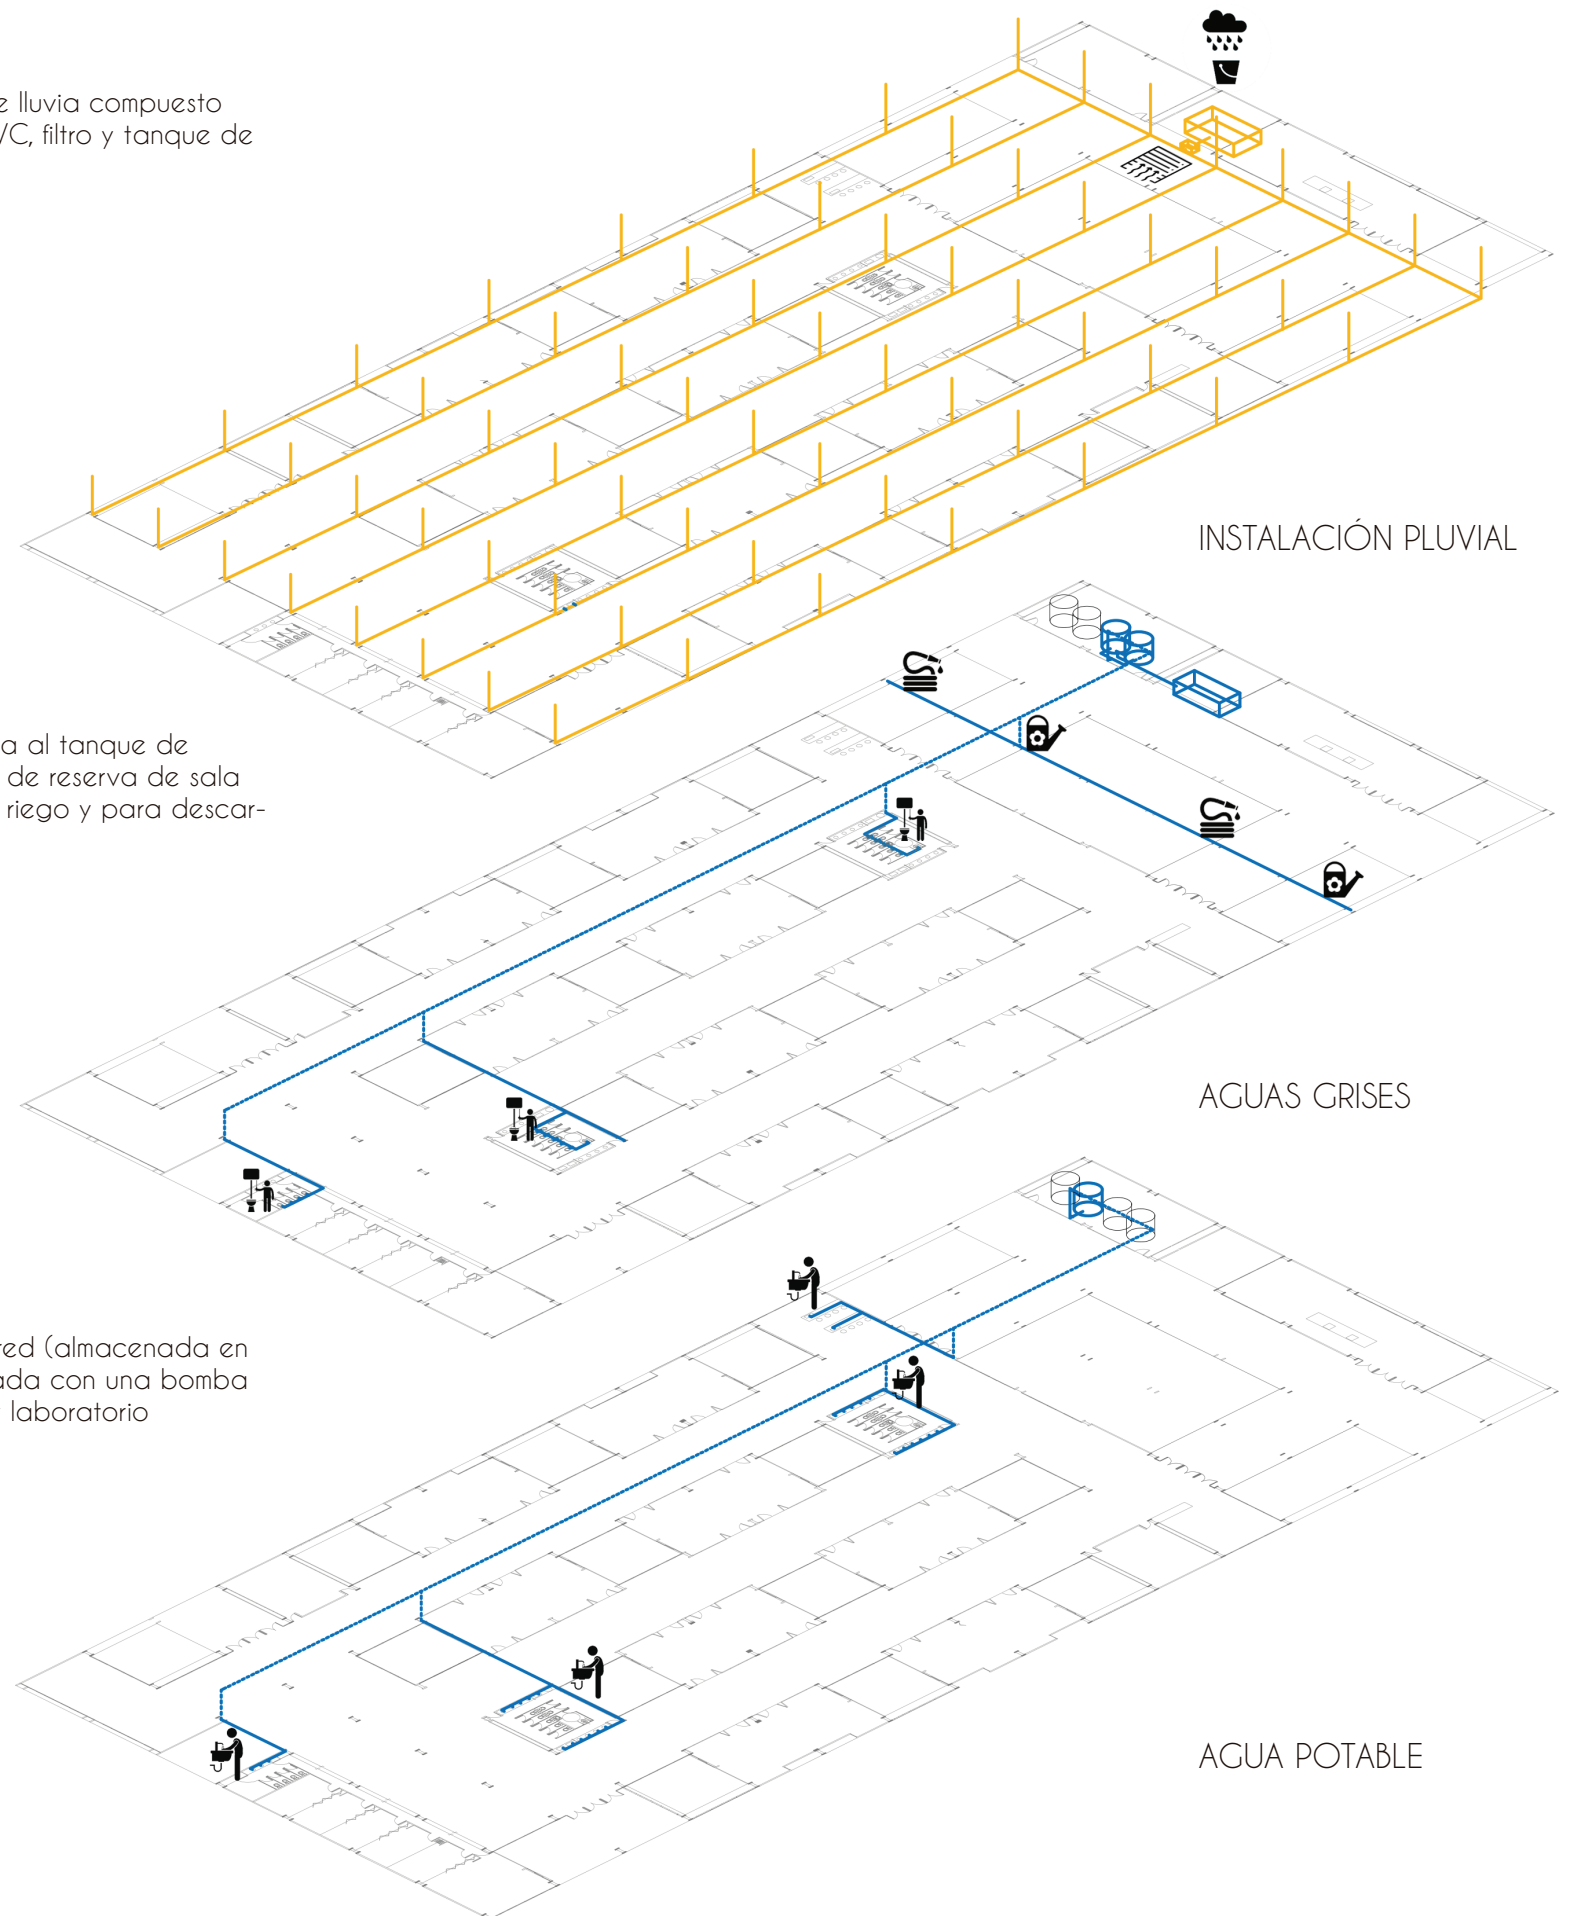 e lluvia compuesto
VC, filtro y tanque de
INSTALACIÓN PLUVIAL
a al tanque de
de reserva de sala
riego y para descar-
AGUAS GRISES
red (almacenada en
ada con una bomba
laboratorio
AGUA POTABLE